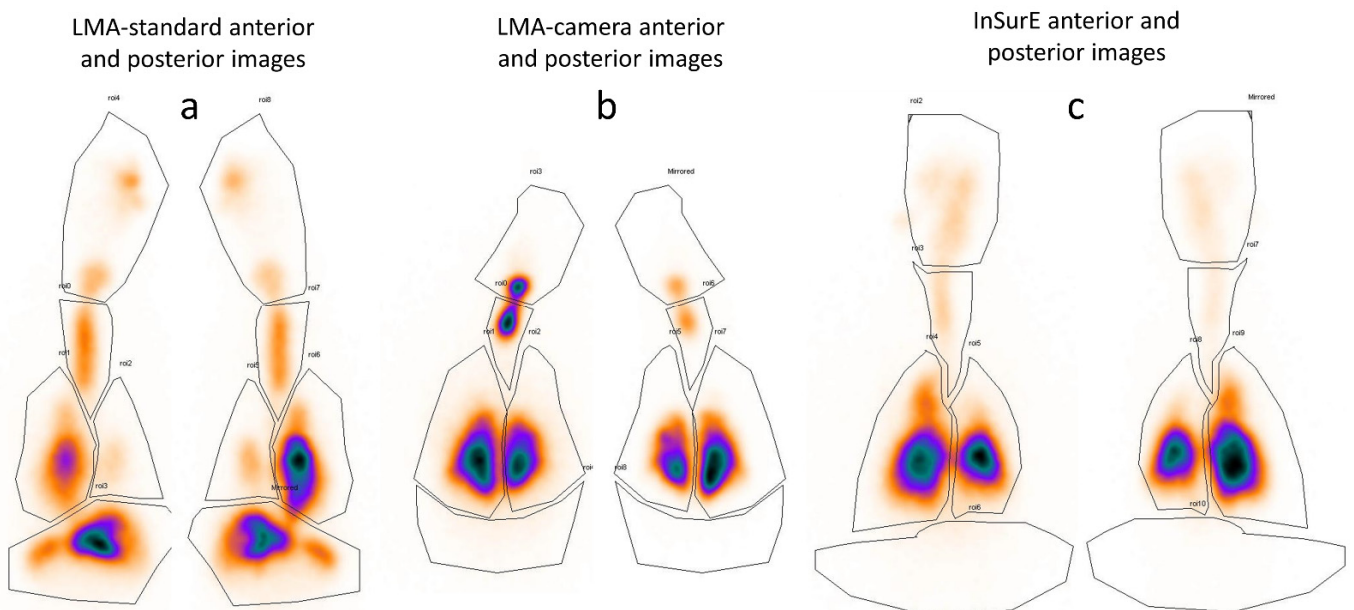 LMA-standard anterior
and posterior images
LMA-camera anterior
and posterior images
InSurE anterior and
posterior images
a
b
c
roi4
roi8
roi0
roi7
roi1
roi2
roi5
roi6
roi3
Mirrored
roi3
Mirrored
roi0
roi6
roi1
roi2
roi5
roi7
roi8
roi2
Mirrored
roi3
roi7
roi4
roi5
roi9
roi8
roi10
roi6